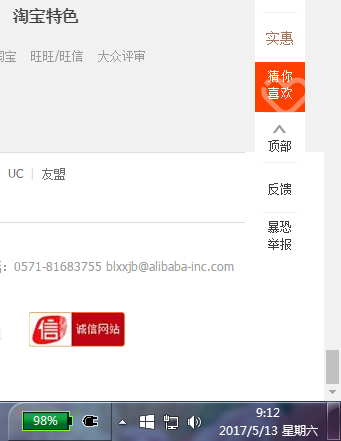 淘宝特色
实惠
淘宝 旺旺/旺信 大众评审
猜你
喜欢
顶部
UC 友盟
反馈
暴恐
举报
：0571-81683755 blxxjb@alibaba-inc.com
信 诚信网站
98%
9:12
2017/5/13 星期六